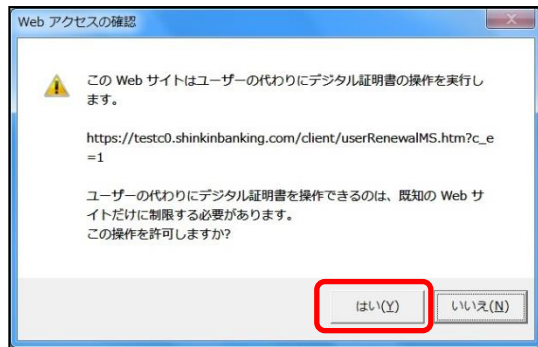 Web アクセスの確認
この Web サイトはユーザーの代わりにデジタル証明書の操作を実行し
ます。
https://testc0.shinkinbanking.com/client/userRenewalMS.htm?c_e
=1
ユーザーの代わりにデジタル証明書を操作できるのは、既知の Web サ
イトだけに制限する必要があります。
この操作を許可しますか?
はい(Y) いいえ(N)